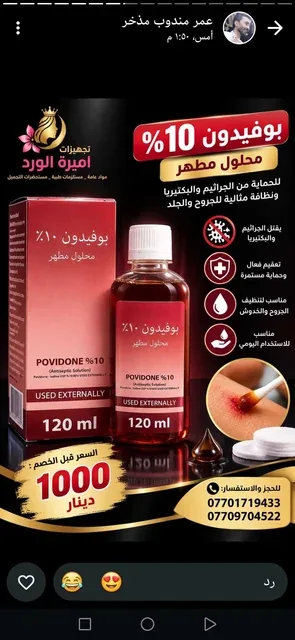 عمر مندوب مذخر
أمس، ١:٥٠ م
تجهيزات
اميرة الورد
مواد عامة , مستلزمات طبية , مستحضرات التجميل
بوفيدون 10%
محلول مطهر
للحماية من الجراثيم والبكتيريا
ونظافة مثالية للجروح والجلد
يقتل الجراثيم
والبكتيريا
تعقيم فعال
وحماية مستمرة
مناسب لتنظيف
الجروح والخدوش
مناسب
للاستخدام اليومي
بوفيدون ١٠٪
محلول مطهر
POVIDONE %10
(Antiseptic Solution)
USED EXTERNALLY
120 ml
بوفيدون ١٠٪
محلول مطهر
POVIDONE %10
(Antiseptic Solution)
USED EXTERNALLY
120 ml
السعر قبل الخصم :
1000
دينار
للحجز والاستفسار:
07701719433
07709704522
رد